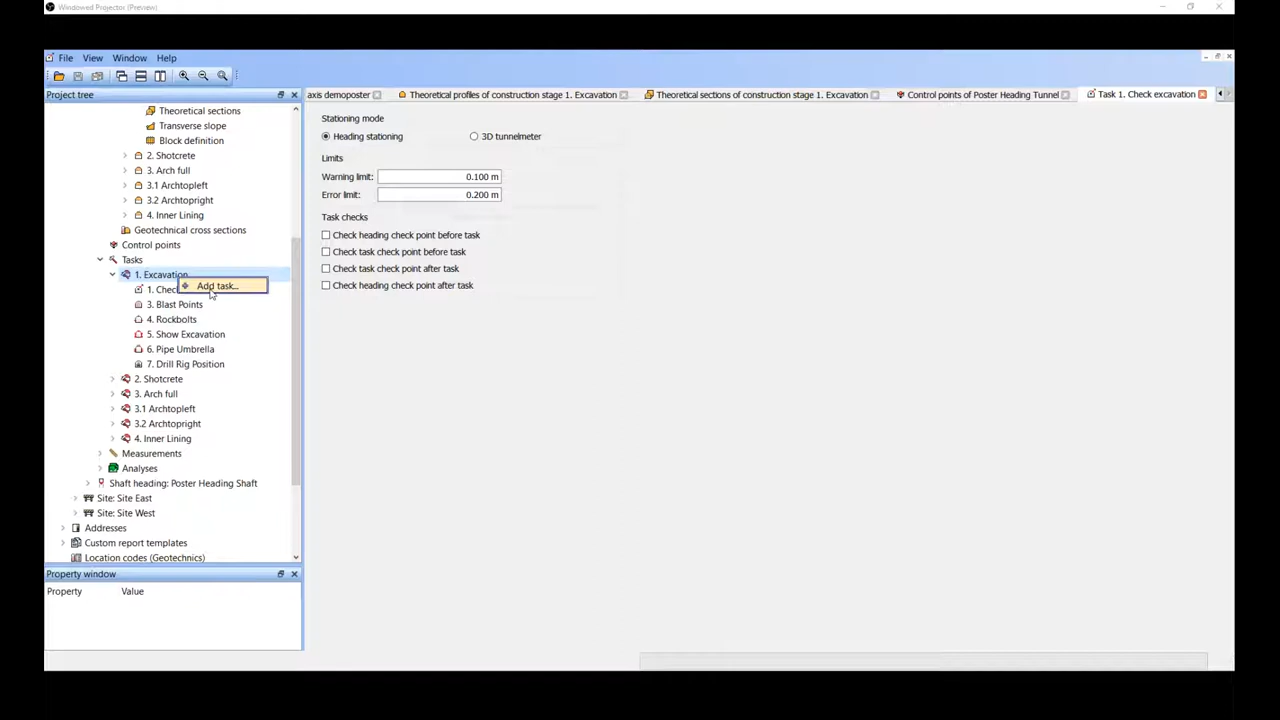 Windowed Projector (Preview)
File View Window Help
Project tree
axis demoposter
Theoretical profiles of construction stage 1. Excavation
Theoretical sections of construction stage 1. Excavation
Control points of Poster Heading Tunnel
Task 1. Check excavation
Theoretical sections
Transverse slope
Block definition
2. Shotcrete
3. Arch full
3.1 Archtopleft
3.2 Archtopright
4. Inner Lining
Geotechnical cross sections
Control points
Tasks
1. Excavation
Add task...
1. Chec
3. Blast Points
4. Rockbolts
5. Show Excavation
6. Pipe Umbrella
7. Drill Rig Position
2. Shotcrete
3. Arch full
3.1 Archtopleft
3.2 Archtopright
4. Inner Lining
Measurements
Analyses
Shaft heading: Poster Heading Shaft
Site: Site East
Site: Site West
Addresses
Custom report templates
Location codes (Geotechnics)
Property window
Property Value
Stationing mode
Heading stationing 3D tunnelmeter
Limits
Warning limit: 0.100 m
Error limit: 0.200 m
Task checks
Check heading check point before task
Check task check point before task
Check task check point after task
Check heading check point after task